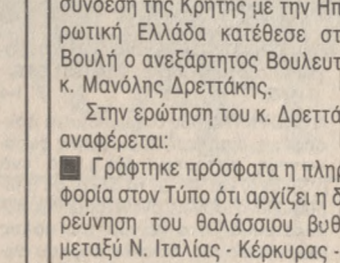 σύνδεση της Κρήτης με την Ηπ
ρωτική Ελλάδα κατέθεσε στ
Βουλή ο ανεξάρτητος Βουλευτ
κ. Μανόλης Δρεττάκης.
Στην ερώτηση του κ. Δρεττά
αναφέρεται:
■ Γράφτηκε πρόσφατα η πληρ
φορία στον Τύπο ότι αρχίζει η δ
ρεύνηση του θαλάσσιου βυθ
μεταξύ Ν. Ιταλίας - Κέρκυρας -